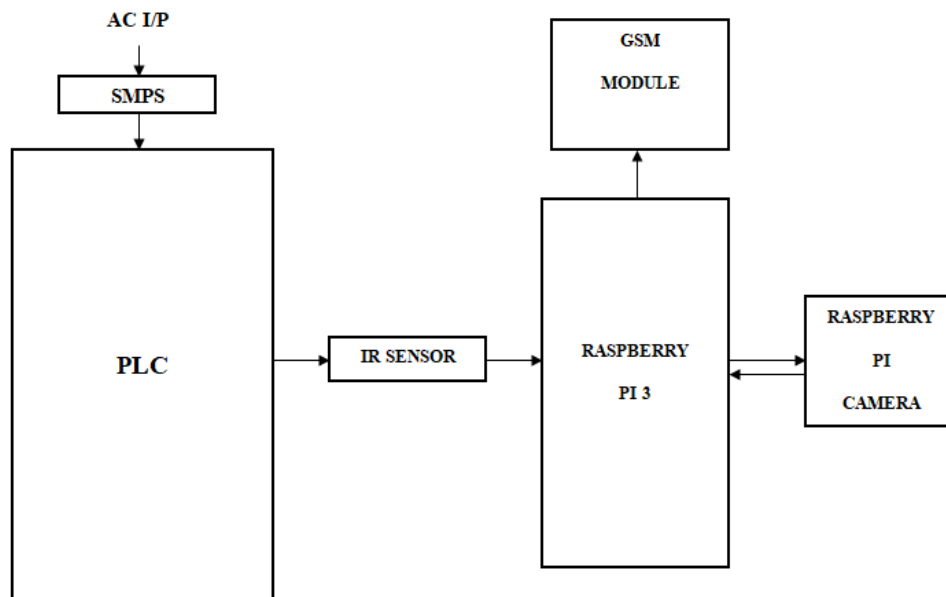 AC I/P
SMPS
PLC
IR SENSOR
GSM
MODULE
RASPBERRY
PI 3
RASPBERRY
PI
CAMERA